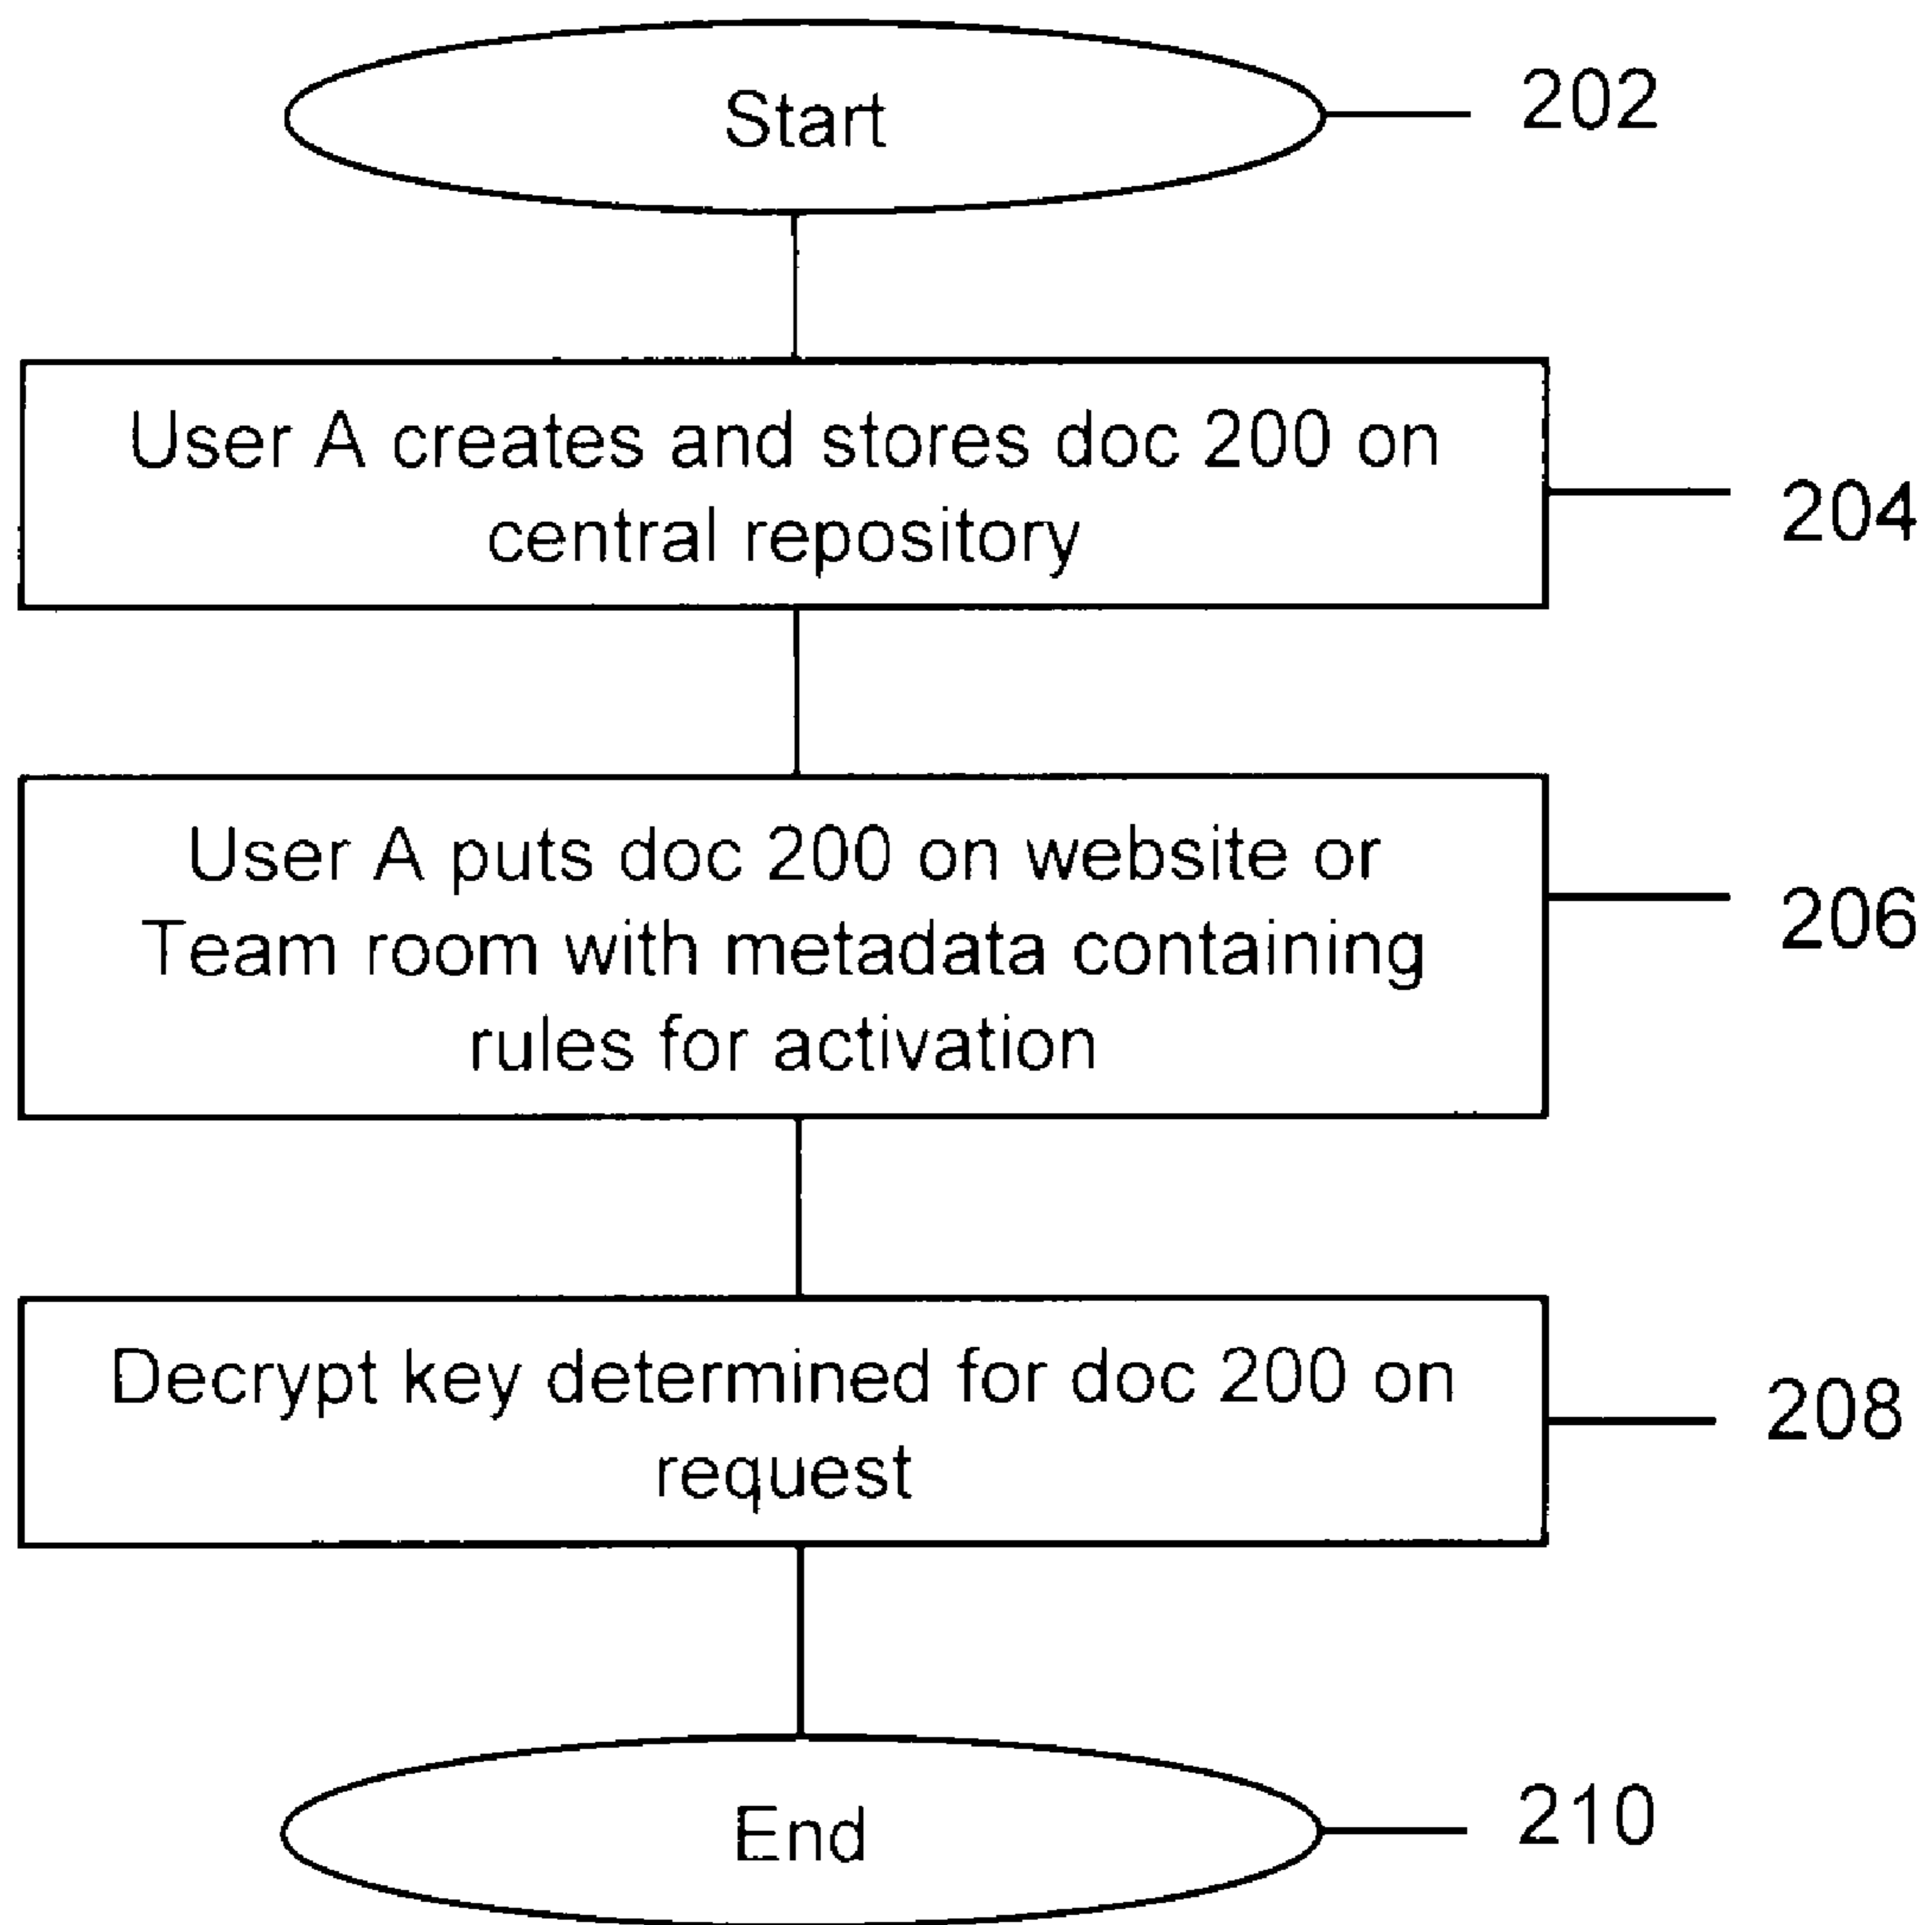 Start
202
User A creates and stores doc 200 on
central repository
204
User A puts doc 200 on website or
Team room with metadata containing
rules for activation
206
Decrypt key determined for doc 200 on
request
208
End
210